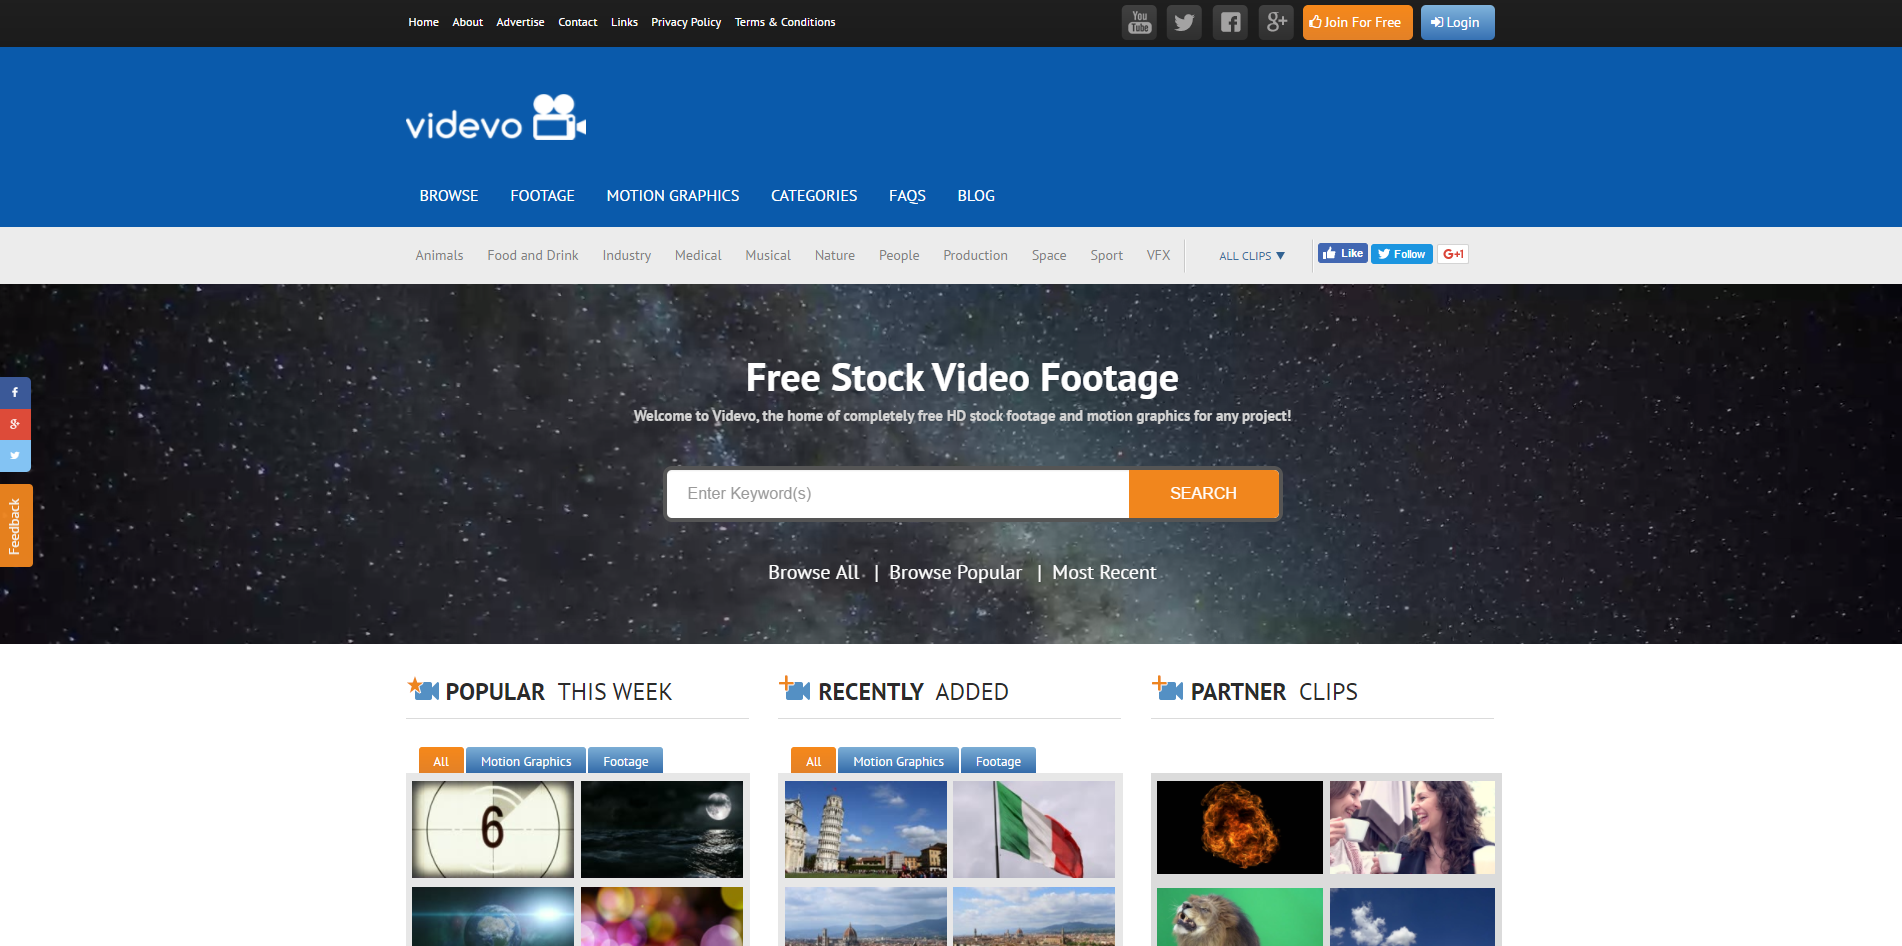 Home About Advertise Contact Links Privacy Policy Terms & Conditions
You Tube g+ Join For Free Login
videvo
BROWSE FOOTAGE MOTION GRAPHICS CATEGORIES FAQS BLOG
Animals Food and Drink Industry Medical Musical Nature People Production Space Sport VFX ALL CLIPS Like Follow G+1
Free Stock Video Footage
Welcome to Videvo, the home of completely free HD stock footage and motion graphics for any project!
Enter Keyword(s) SEARCH
Feedback
Browse All | Browse Popular | Most Recent
POPULAR THIS WEEK
All Motion Graphics Footage
6
RECENTLY ADDED
All Motion Graphics Footage
PARTNER CLIPS